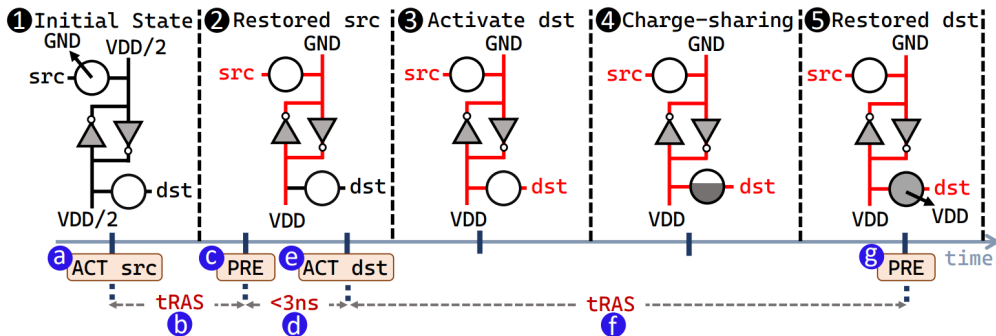 1 Initial State 2 Restored src 3 Activate dst 4 Charge-sharing 5 Restored dst
GND VDD/2 GND GND GND GND
src src src src src
dst dst dst dst dst
VDD/2 VDD VDD VDD VDD VDD
time
a ACT src c PRE e ACT dst g PRE
tRAS <3ns tRAS
b d f